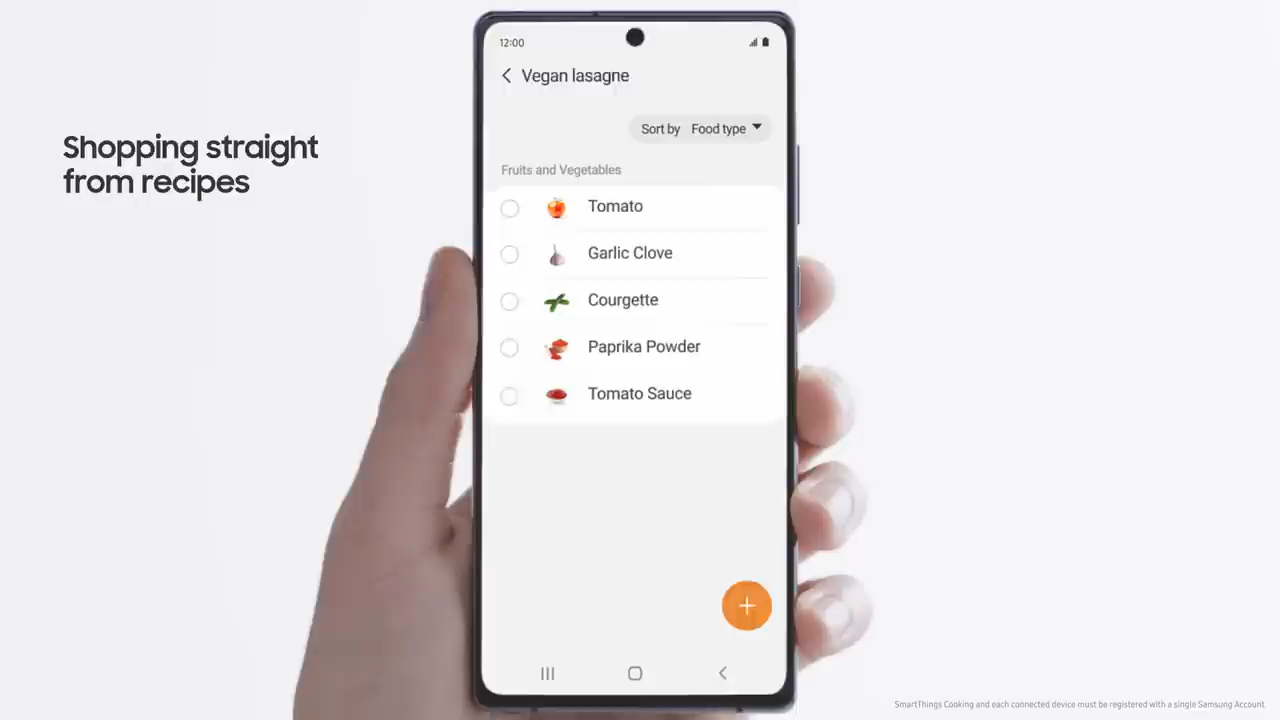 Shopping straight
from recipes
12:00
Vegan lasagne
Sort by Food type
Fruits and Vegetables
Tomato
Garlic Clove
Courgette
Paprika Powder
Tomato Sauce
SmartThings Cooking and each connected device must be registered with a single Samsung Account.